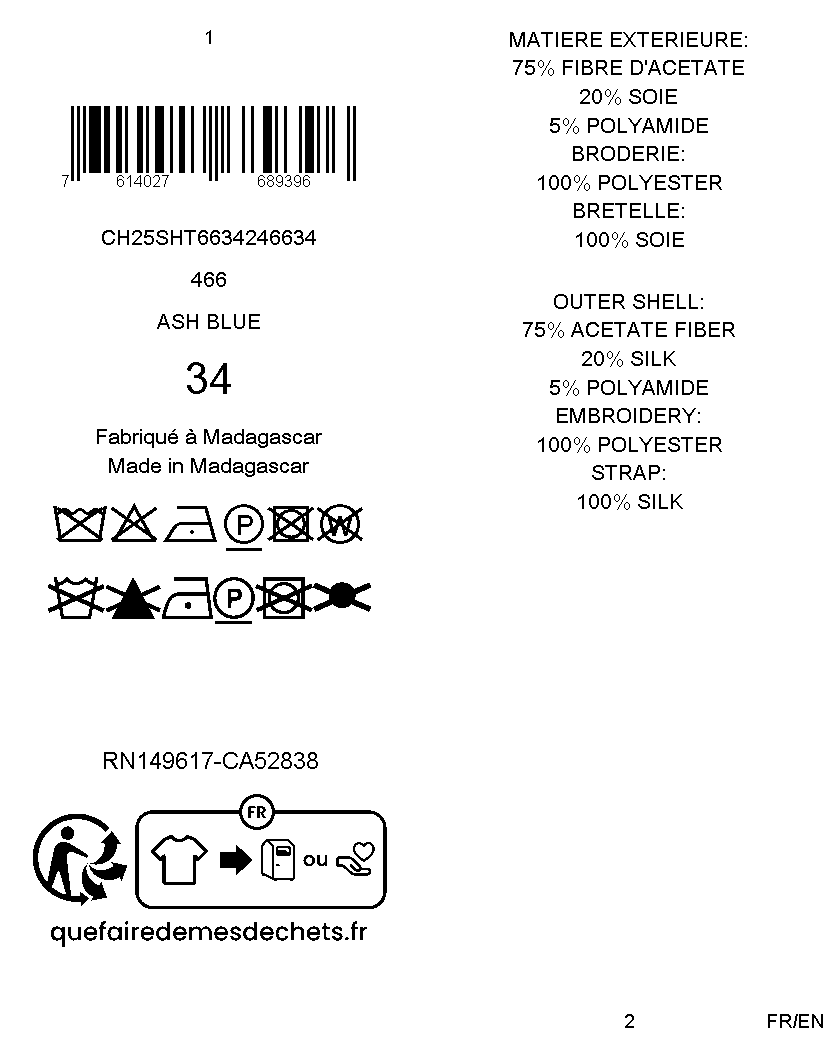 1
7 614027 689396
CH25SHT6634246634
466
ASH BLUE
34
Fabriqué à Madagascar
Made in Madagascar
P W
P
RN149617-CA52838
FR
ou
quefairedemesdechets.fr
MATIERE EXTERIEURE:
75% FIBRE D'ACETATE
20% SOIE
5% POLYAMIDE
BRODERIE:
100% POLYESTER
BRETELLE:
100% SOIE
OUTER SHELL:
75% ACETATE FIBER
20% SILK
5% POLYAMIDE
EMBROIDERY:
100% POLYESTER
STRAP:
100% SILK
2
FR/EN